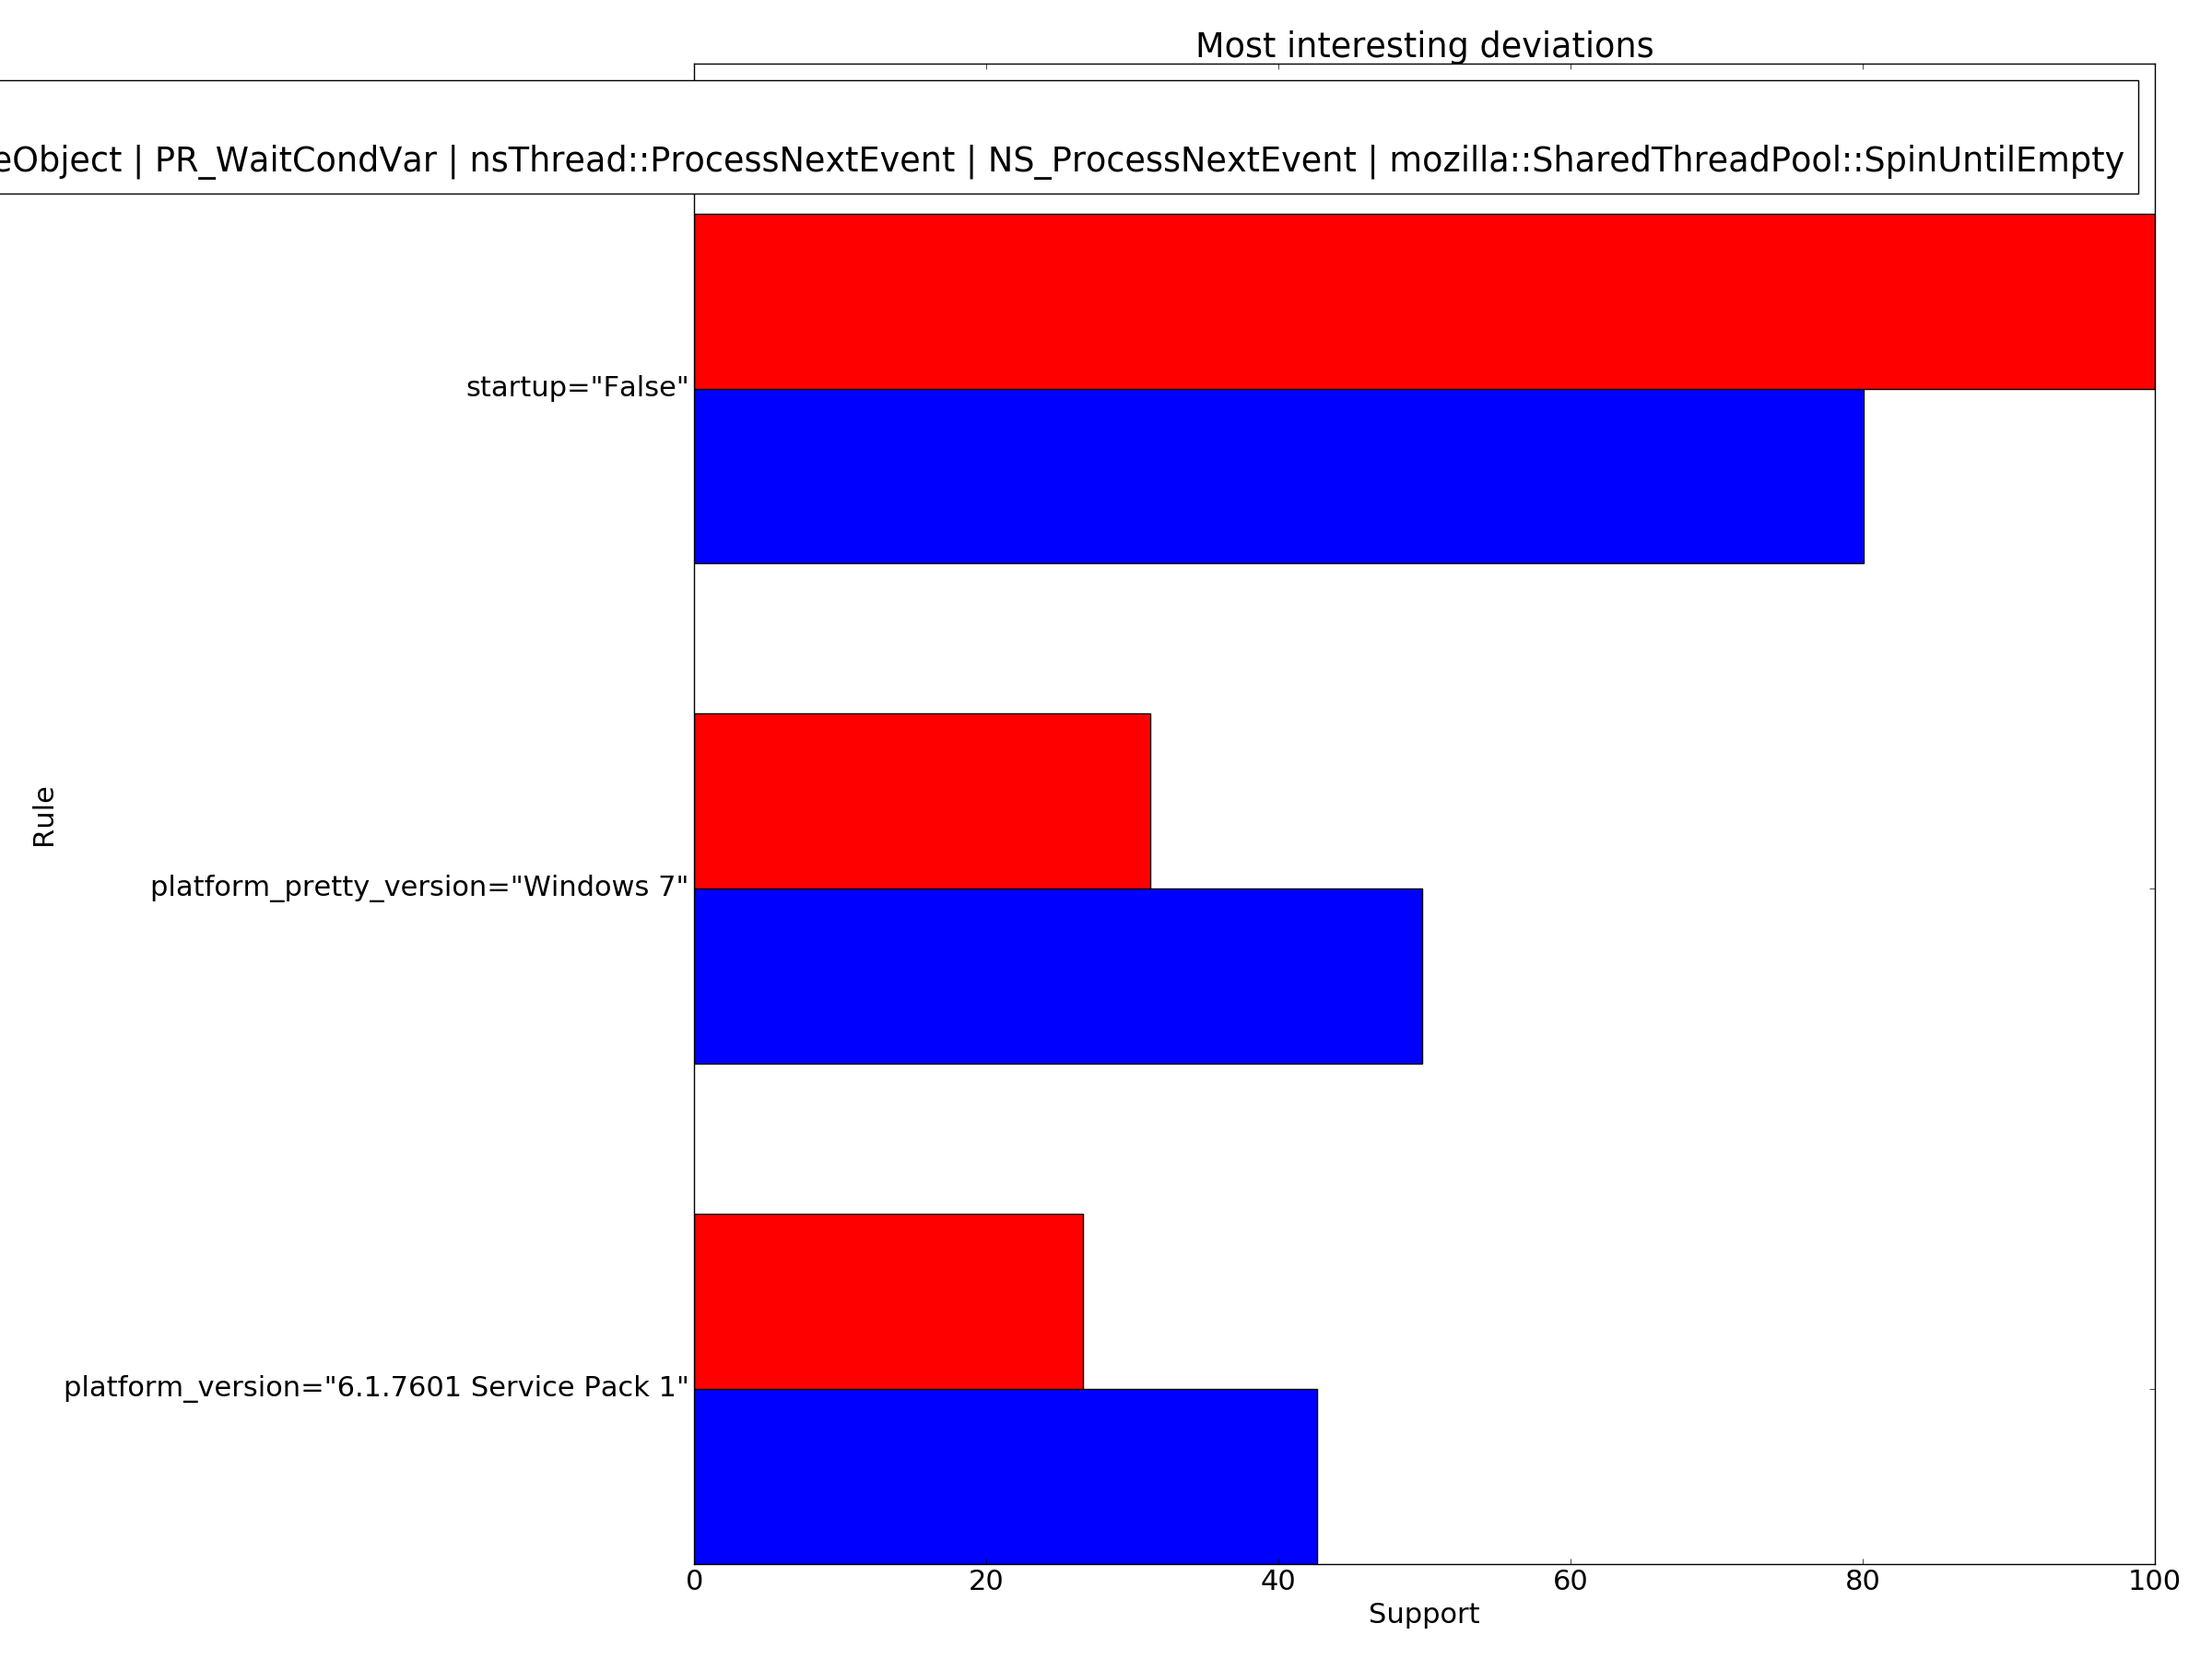 Most interesting deviations
| PR_WaitCondVar | nsThread::ProcessNextEvent | NS_ProcessNextEvent | mozilla::SharedThreadPool::SpinUntilEmpty
startup="False"
Rule
platform_pretty_version="Windows 7"
platform_version="6.1.7601 Service Pack 1"
0 20 40 60 80 100
Support